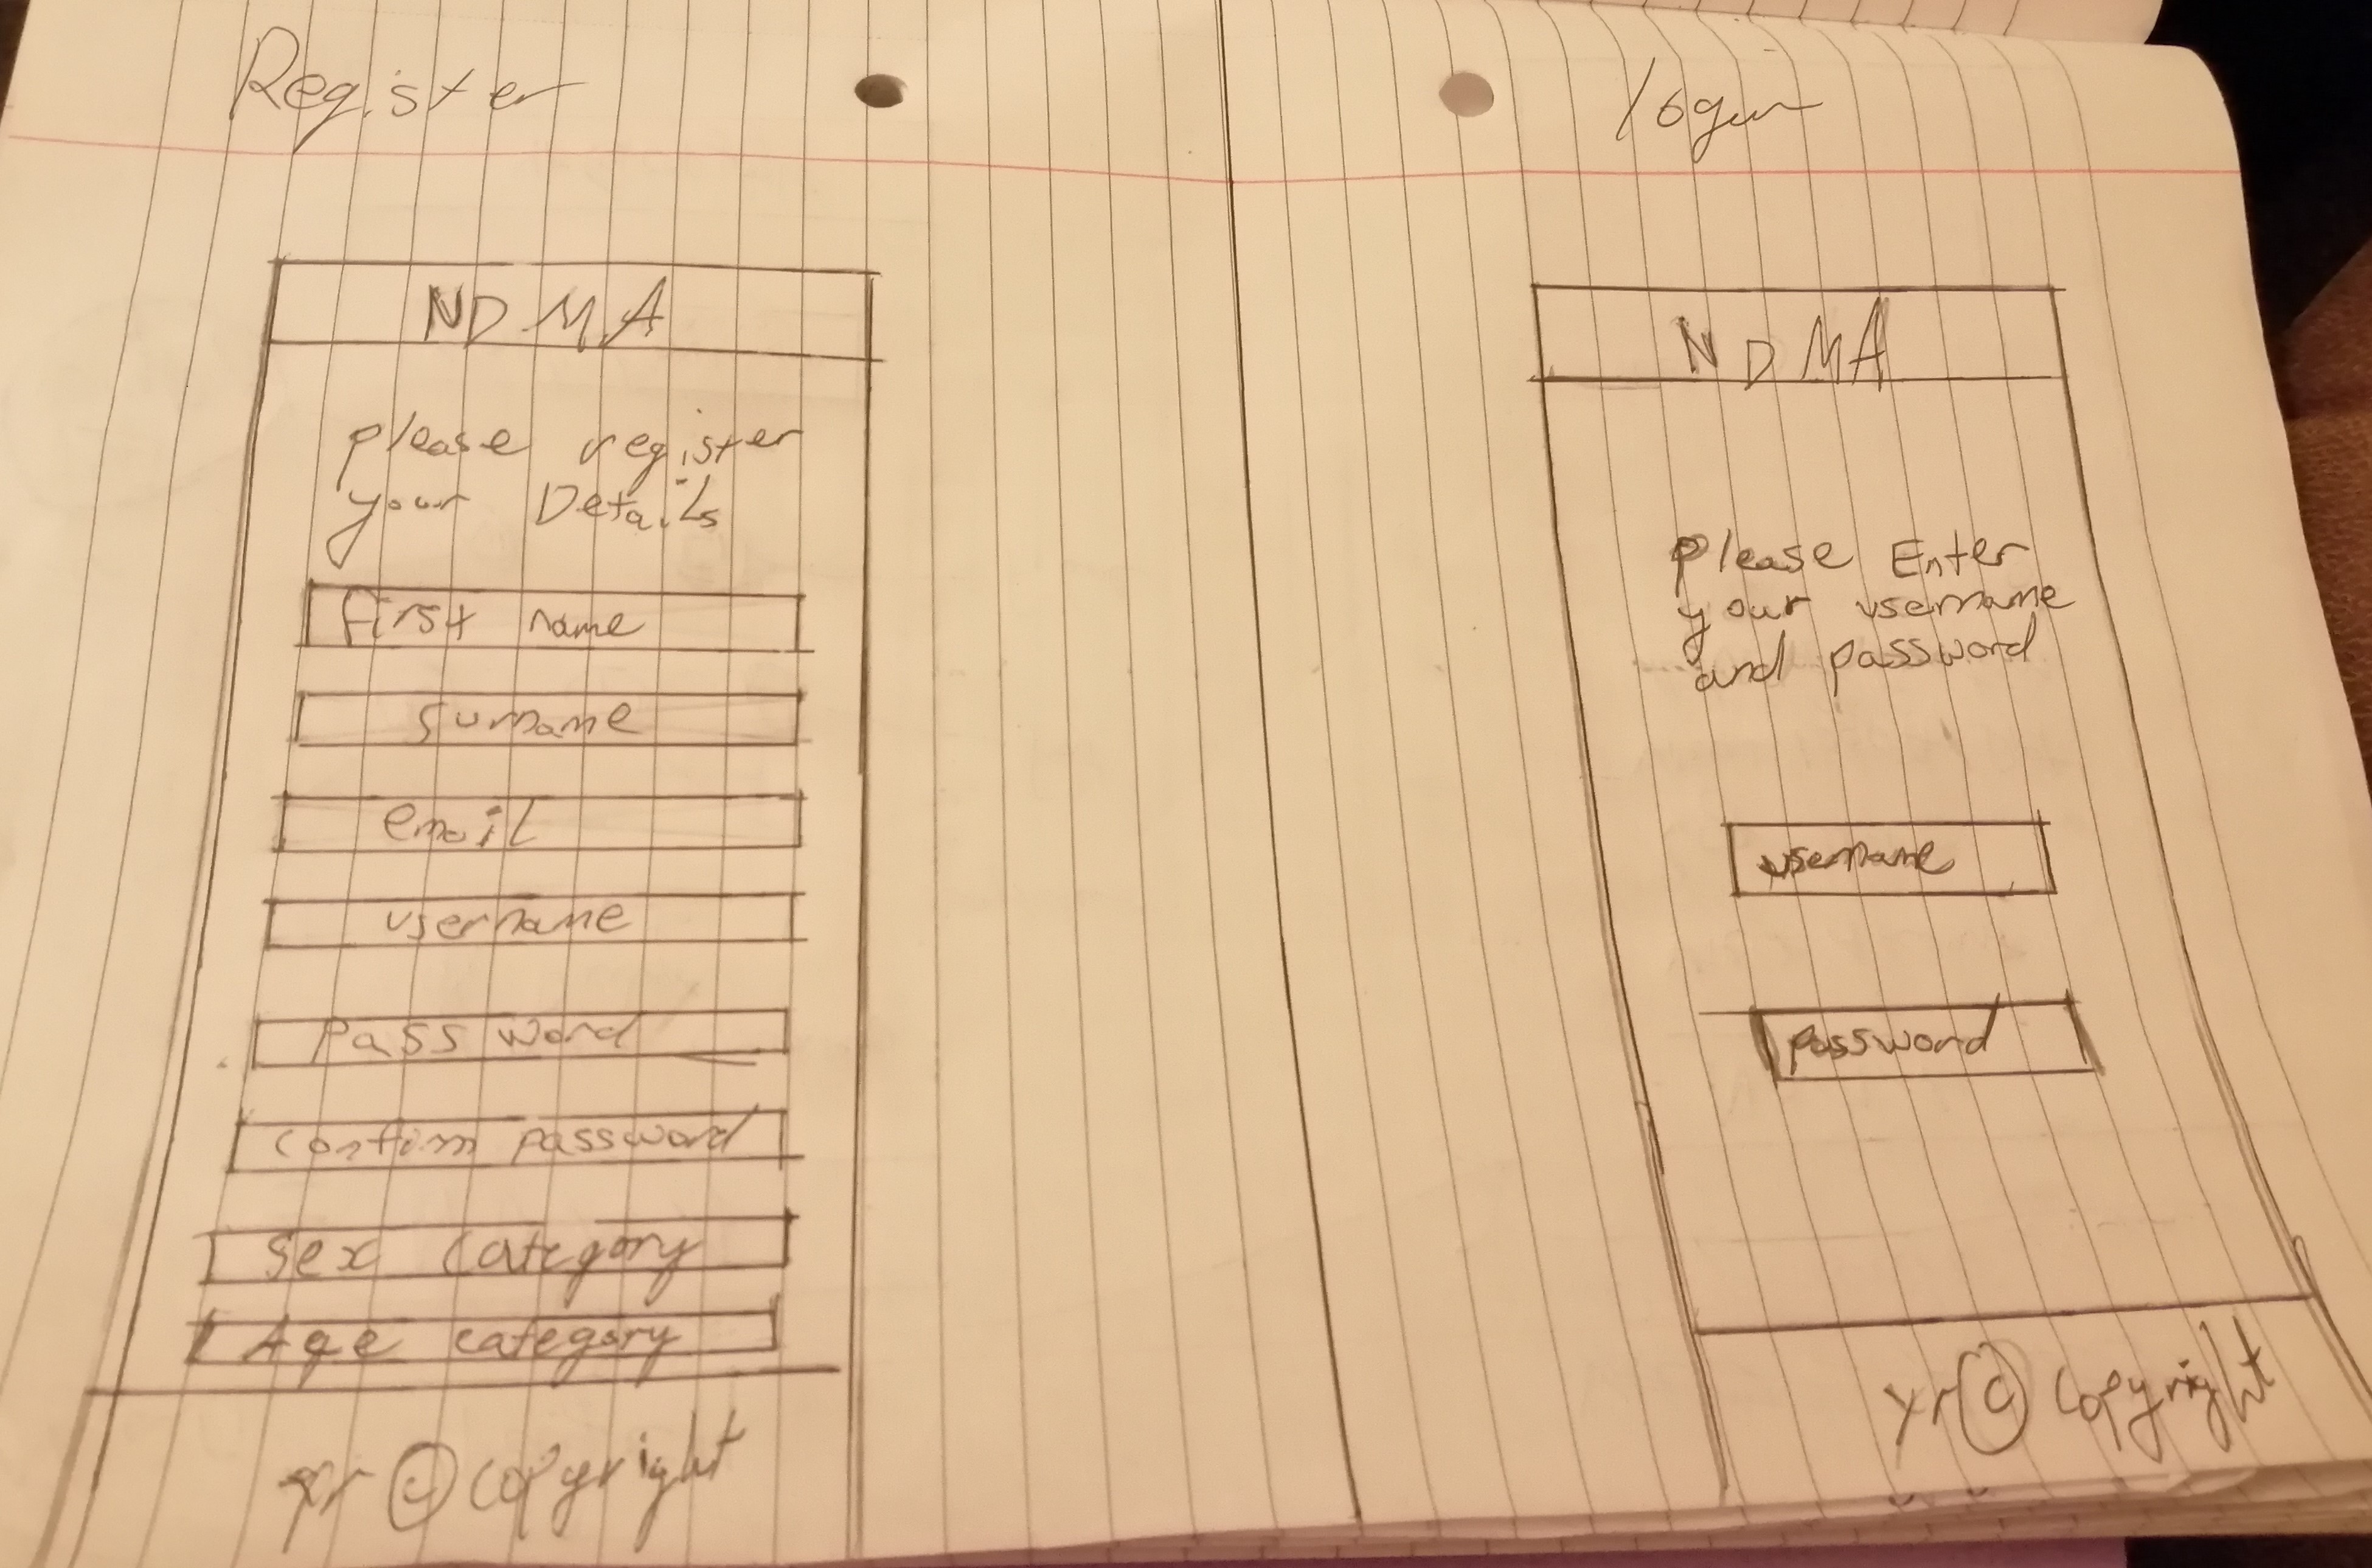 Register
NDMA
please register
your Details
first name
surname
email
username
password
confirm password
sex category
Age category
yr © copyright
login
NDMA
please Enter
your username
and password
username
password
yr © copyright